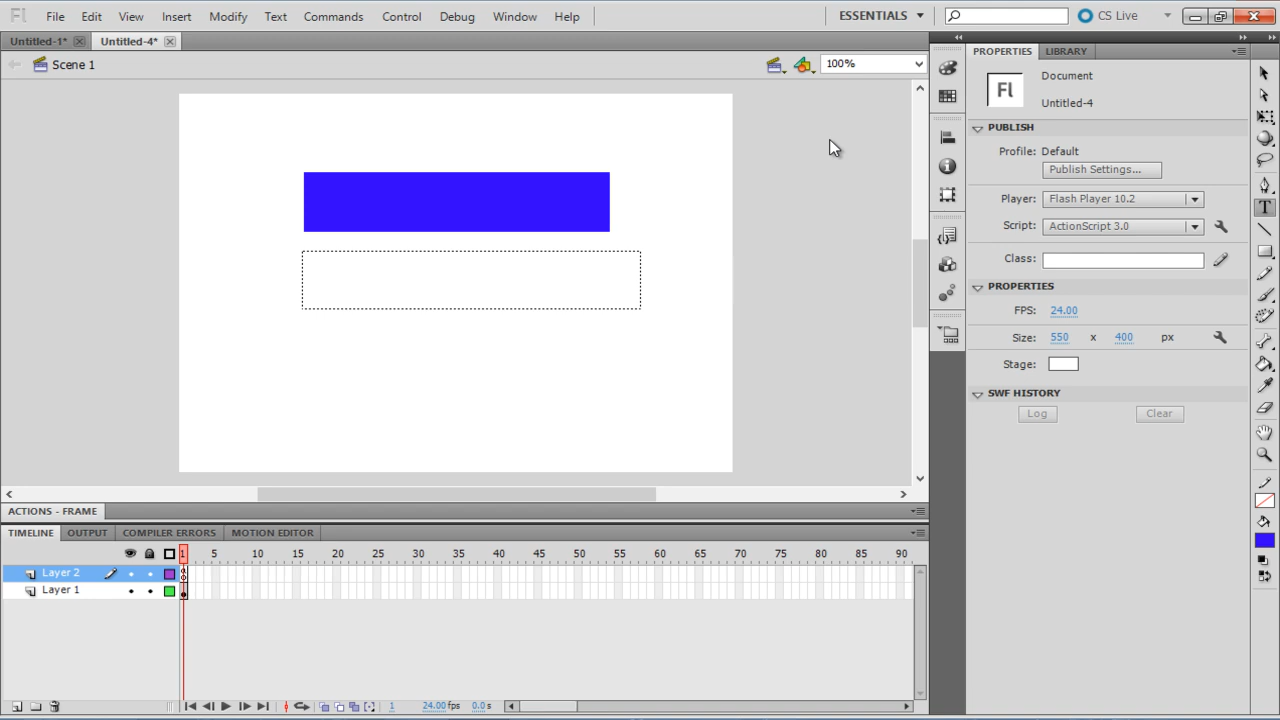 Fl File Edit View Insert Modify Text Commands Control Debug Window Help ESSENTIALS CS Live
Untitled-1* Untitled-4*
Scene 1 100%
PROPERTIES LIBRARY
Fl Document
Untitled-4
PUBLISH
Profile: Default
Publish Settings...
Player: Flash Player 10.2
Script: ActionScript 3.0
Class:
PROPERTIES
FPS: 24.00
Size: 550 x 400 px
Stage:
SWF HISTORY
Log Clear
T
ACTIONS - FRAME
TIMELINE OUTPUT COMPILER ERRORS MOTION EDITOR
1 5 10 15 20 25 30 35 40 45 50 55 60 65 70 75 80 85 90
Layer 2
Layer 1
1 24.00 fps 0.0 s